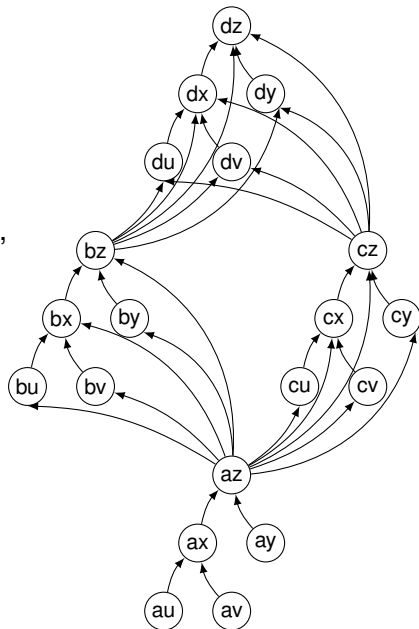 dz
dx dy
du dv
,
bz cz
bx by cx cy
bu bv cu cv
az
ax ay
au av